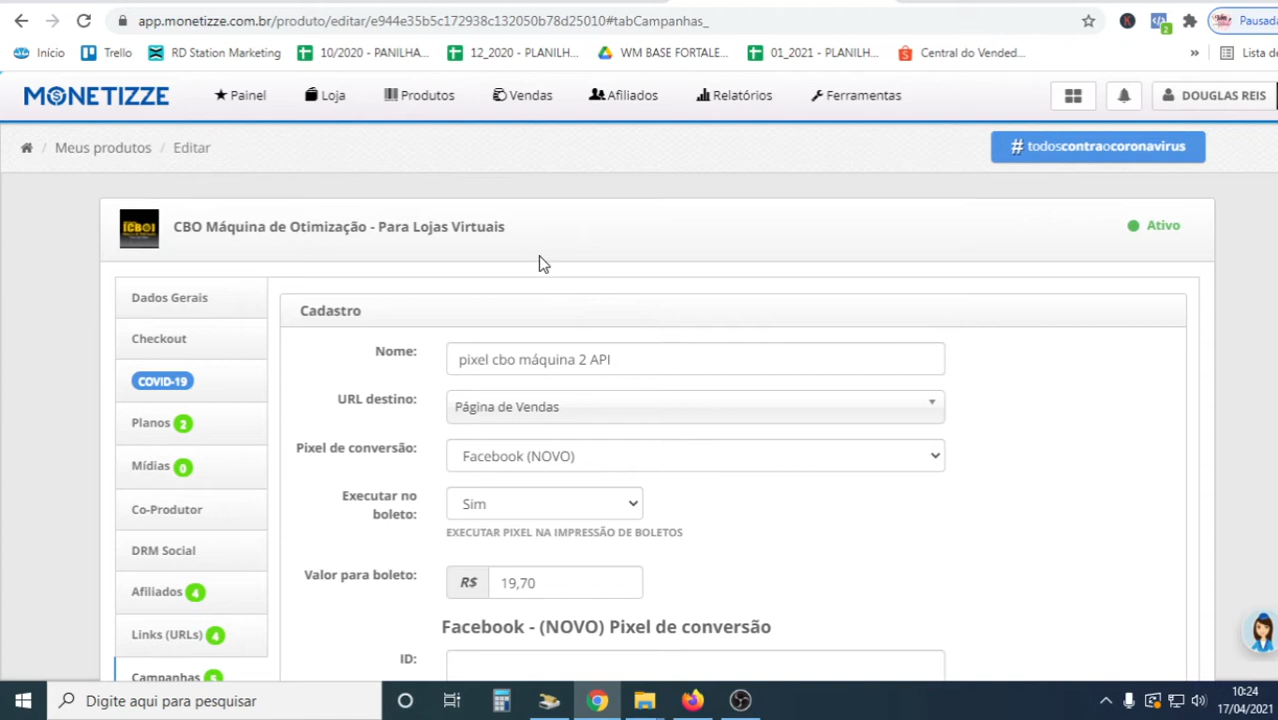 app.monetizze.com.br/produto/editar/e944e35b5c172938c132050b78d25010#tabCampanhas_
K
2
Pausada
Início
Trello
RD Station Marketing
10/2020 - PANILHA...
12_2020 - PLANILH...
WM BASE FORTALE...
01_2021 - PLANILH...
Central do Vended...
»
Lista de
MONETIZZE
Painel
Loja
Produtos
Vendas
Afiliados
Relatórios
Ferramentas
DOUGLAS REIS
/ Meus produtos / Editar
#todoscontraocoronavirus
CBO Máquina de Otimização - Para Lojas Virtuais
Ativo
Dados Gerais
Checkout
COVID-19
Planos 2
Mídias 0
Co-Produtor
DRM Social
Afiliados 4
Links (URLs) 4
Campanhas 5
Cadastro
Nome: pixel cbo máquina 2 API
URL destino: Página de Vendas
Pixel de conversão: Facebook (NOVO)
Executar no boleto: Sim
EXECUTAR PIXEL NA IMPRESSÃO DE BOLETOS
Valor para boleto: R$ 19,70
Facebook - (NOVO) Pixel de conversão
ID:
Digite aqui para pesquisar
10:24
17/04/2021